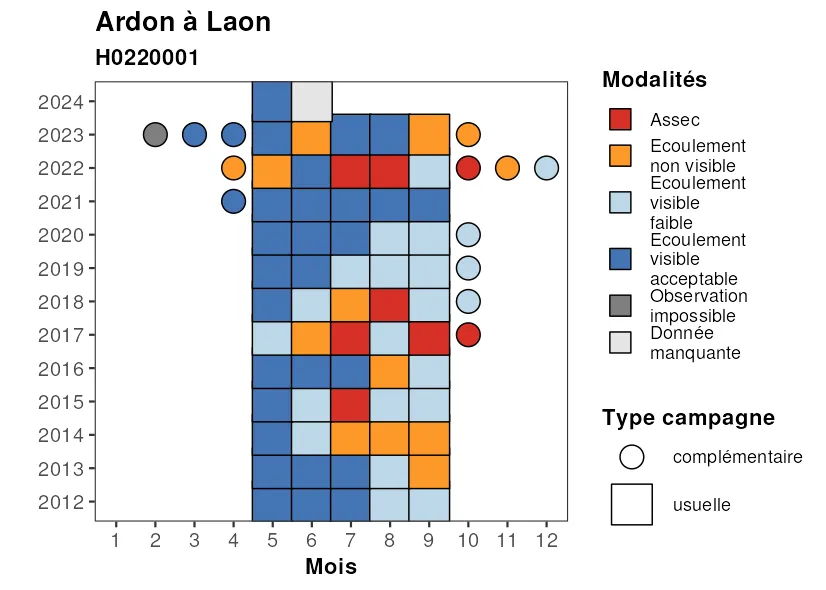 Ardon à Laon
H0220001
2024
2023
2022
2021
2020
2019
2018
2017
2016
2015
2014
2013
2012
1 2 3 4 5 6 7 8 9 10 11 12
Mois
Modalités
Assec
Ecoulement
non visible
Ecoulement
visible
faible
Ecoulement
visible
acceptable
Observation
impossible
Donnée
manquante
Type campagne
complémentaire
usuelle